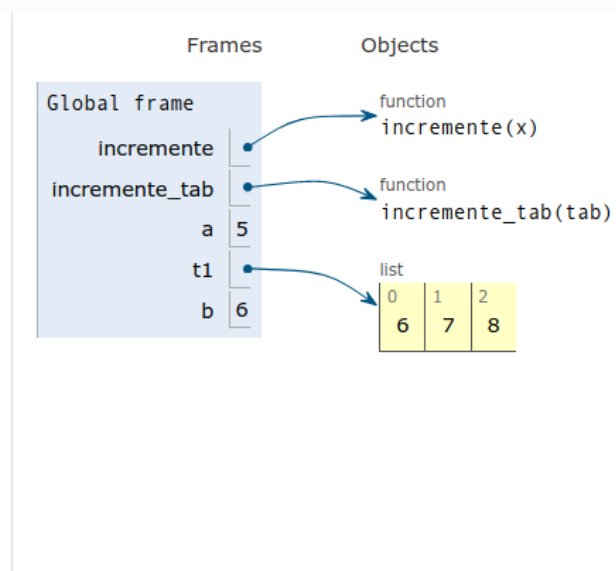 Frames Objects
Global frame
function
incremente(x)
incremente
function
incremente_tab
incremente_tab(tab)
a 5
t1
list
0 1 2
6 7 8
b 6